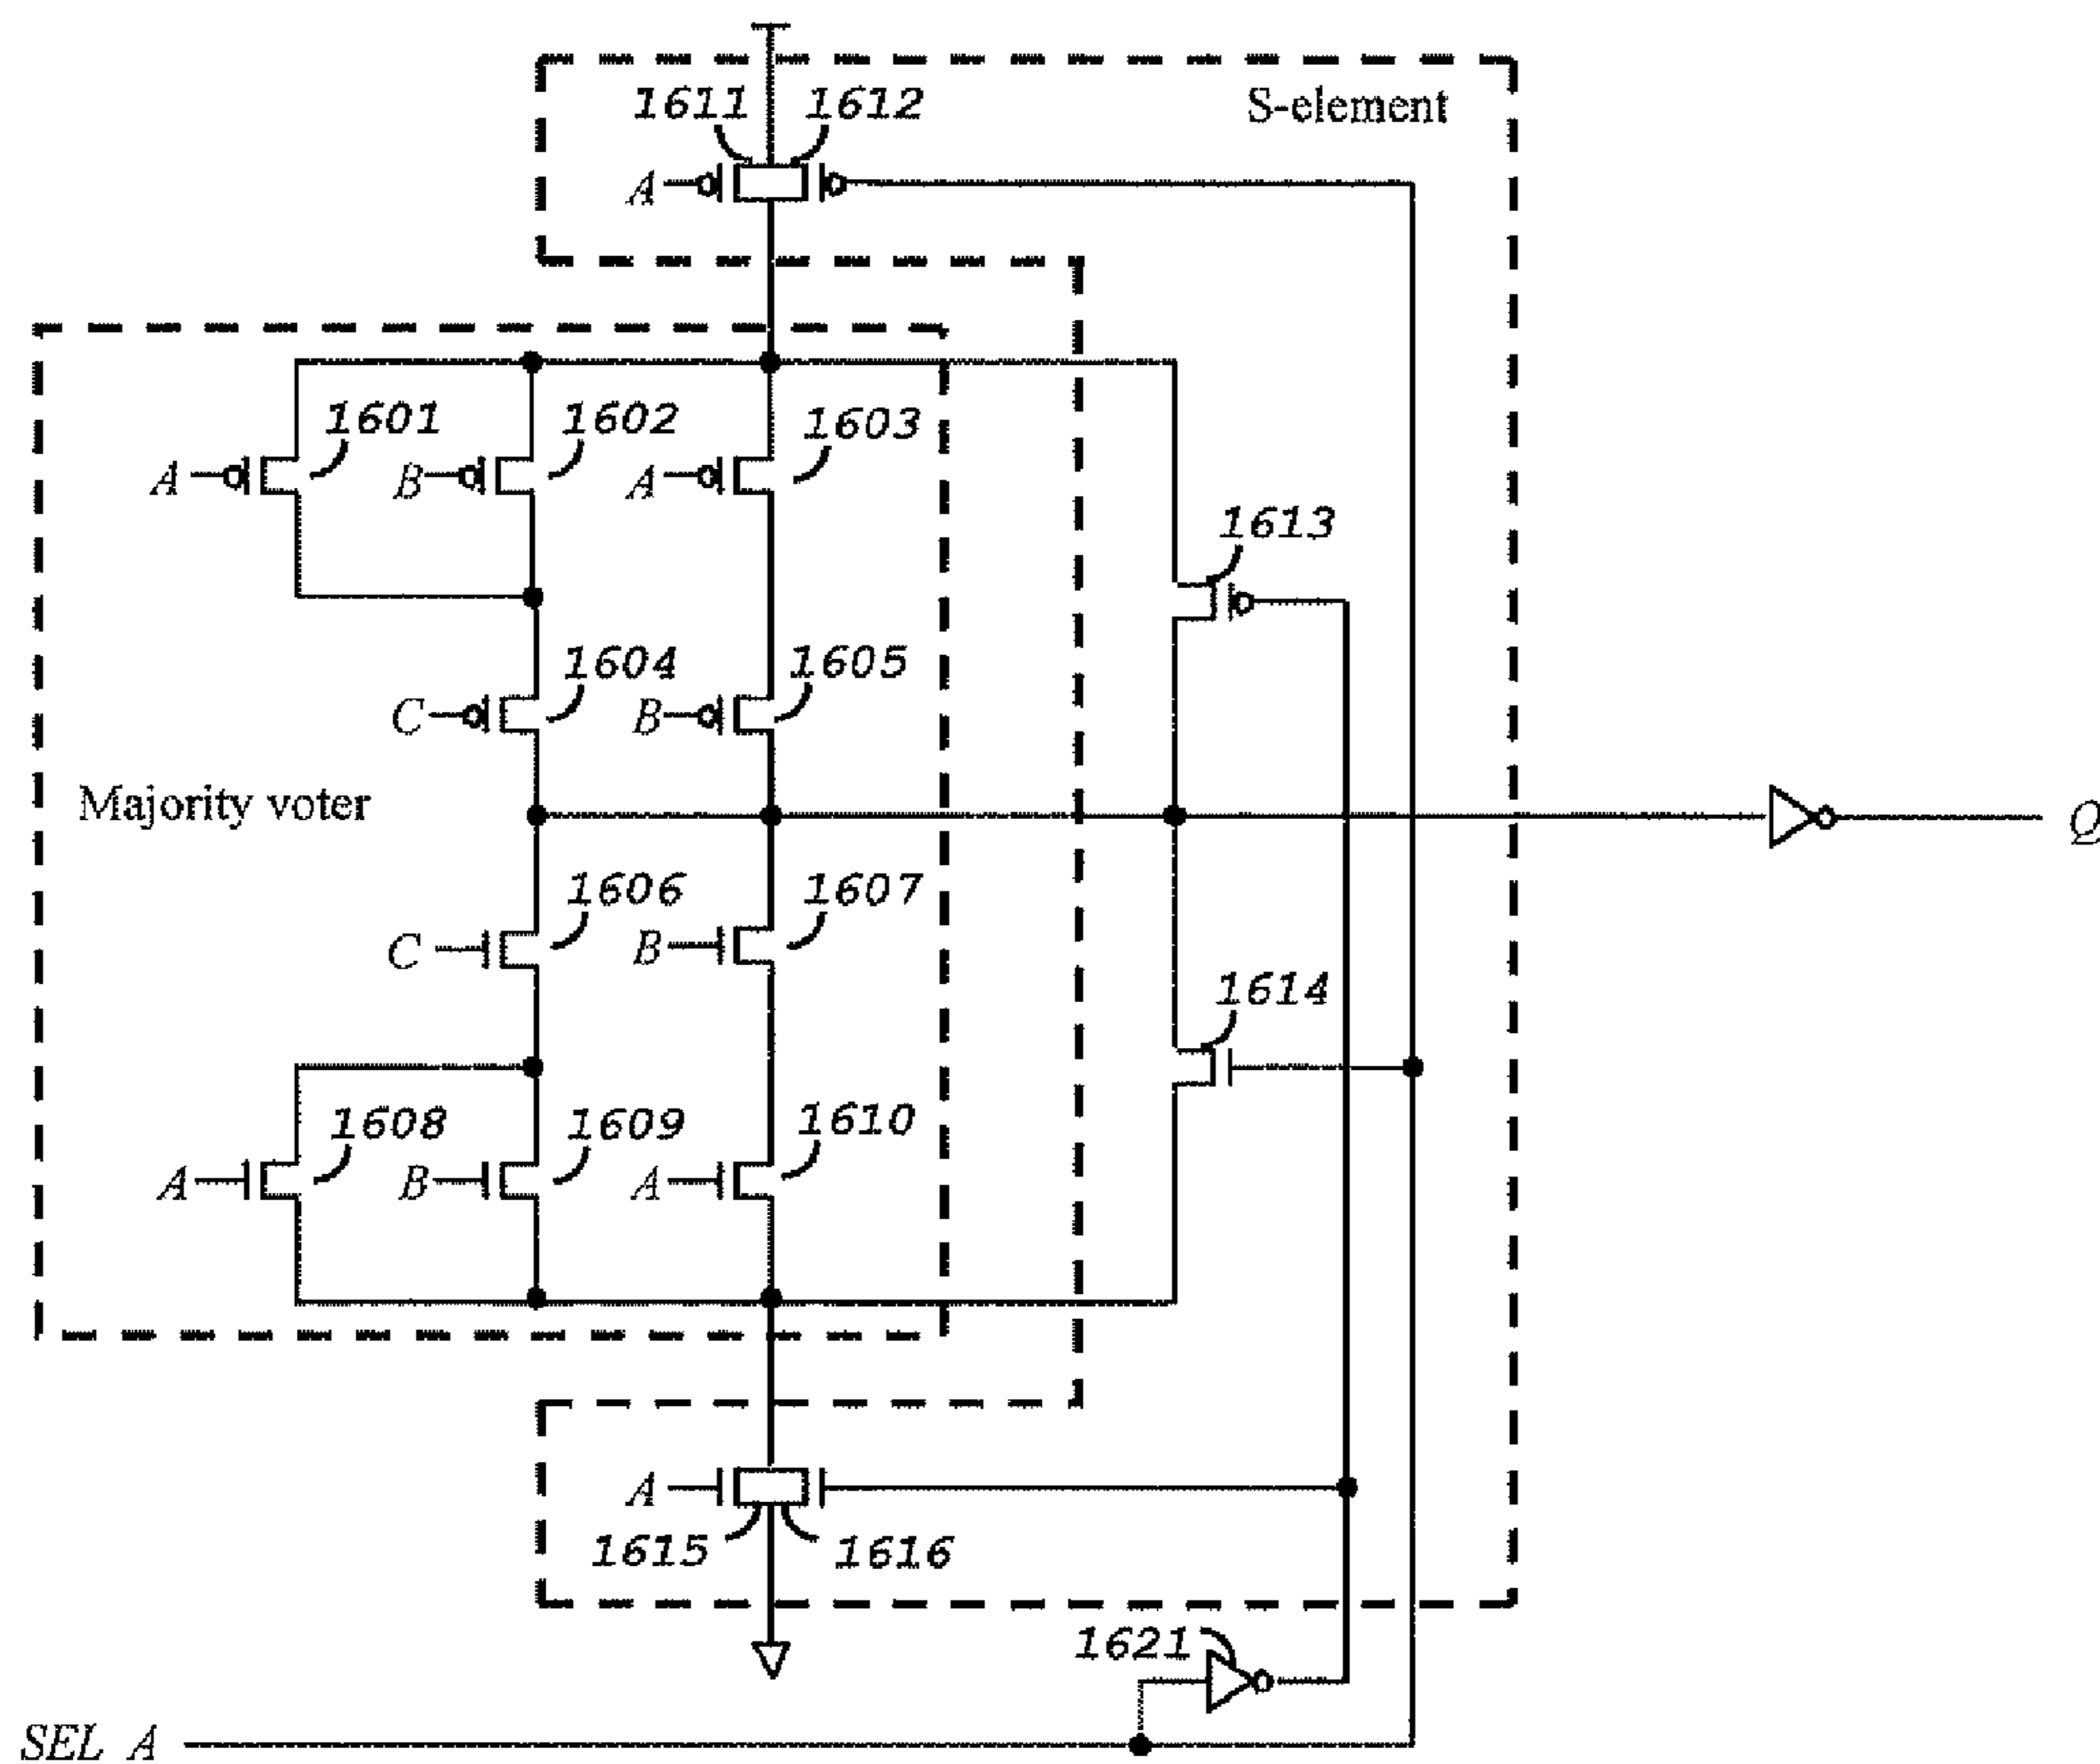 1611 1612
S-element
A
1601 1602 1603
A B A
1613
1604 1605
C B
Majority voter
Q
1606 1607
C B
1614
1608 1609 1610
A B A
A
1615 1616
1621
SEL A